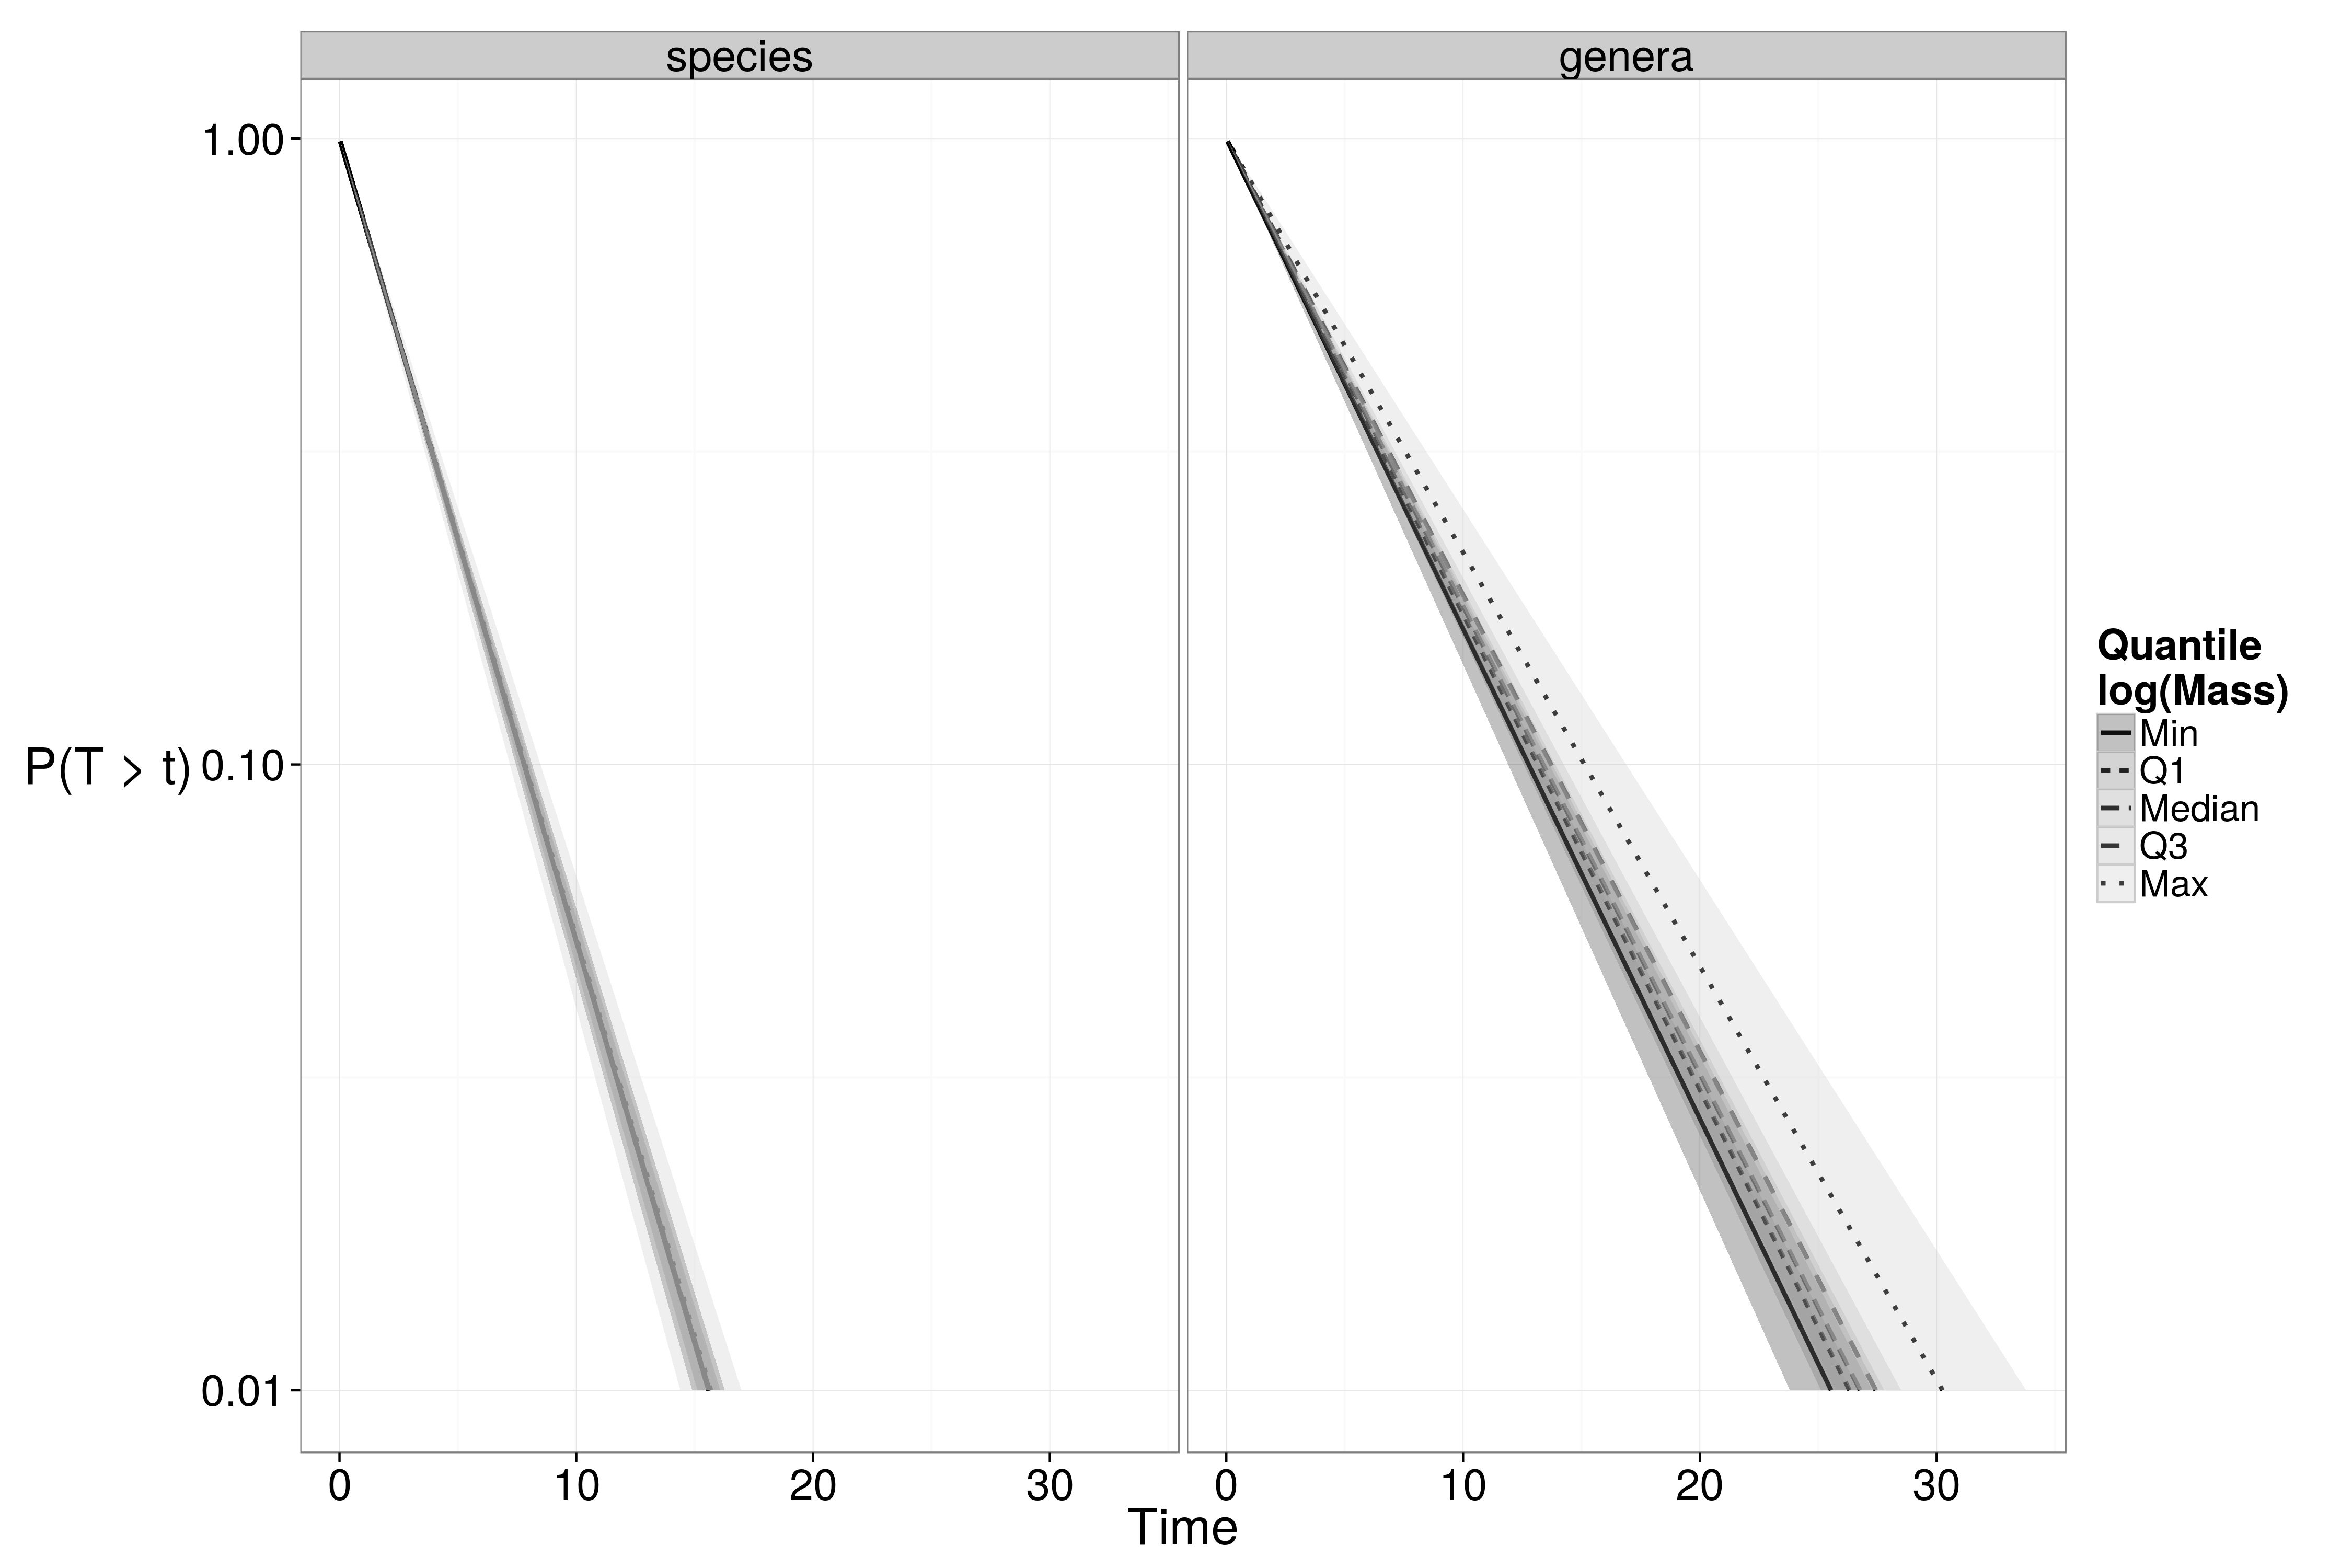 species
genera
1.00
P(T > t)
0.10
0.01
0
10
20
30
0
10
20
30
Time
Quantile
log(Mass)
Min
Q1
Median
Q3
Max